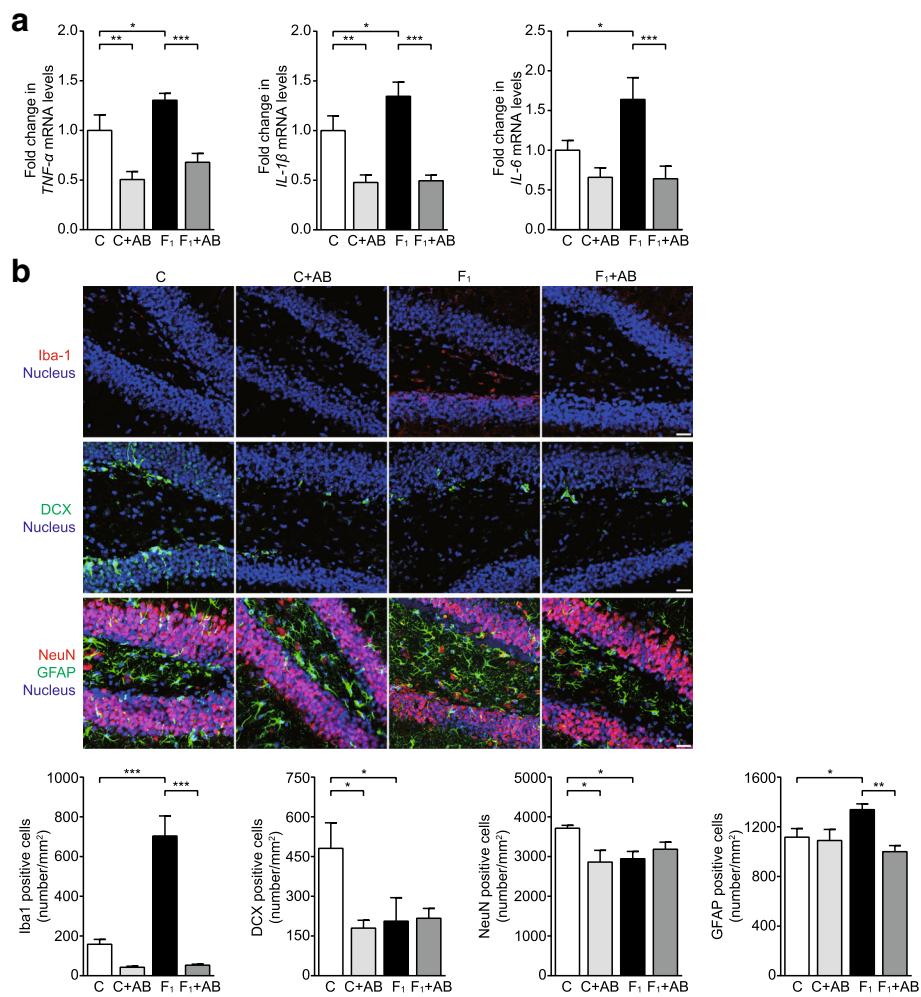 a
Fold change in
TNF-α mRNA levels
2.0
1.5
1.0
0.5
0.0
*
**
***
C C+AB F₁ F₁+AB
Fold change in
IL-1β mRNA levels
2.0
1.5
1.0
0.5
0.0
*
**
***
C C+AB F₁ F₁+AB
Fold change in
IL-6 mRNA levels
2.5
2.0
1.5
1.0
0.5
0.0
*
***
C C+AB F₁ F₁+AB
b
C C+AB F₁ F₁+AB
Iba-1
Nucleus
DCX
Nucleus
NeuN
GFAP
Nucleus
Iba1 positive cells
(number/mm²)
1000
800
600
400
200
0
***
***
C C+AB F₁ F₁+AB
DCX positive cells
(number/mm²)
750
600
450
300
150
0
*
*
C C+AB F₁ F₁+AB
NeuN positive cells
(number/mm²)
5000
4000
3000
2000
1000
0
*
*
C C+AB F₁ F₁+AB
GFAP positive cells
(number/mm²)
1600
1200
900
600
300
0
*
**
C C+AB F₁ F₁+AB